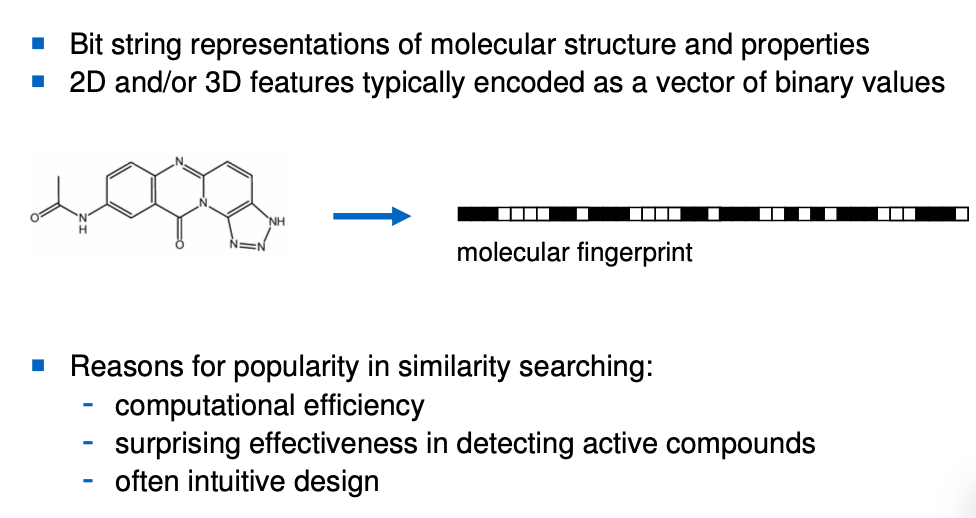 Bit string representations of molecular structure and properties
2D and/or 3D features typically encoded as a vector of binary values
N
O
N
H
N
O
NH
N
N
molecular fingerprint
Reasons for popularity in similarity searching:
- computational efficiency
- surprising effectiveness in detecting active compounds
- often intuitive design